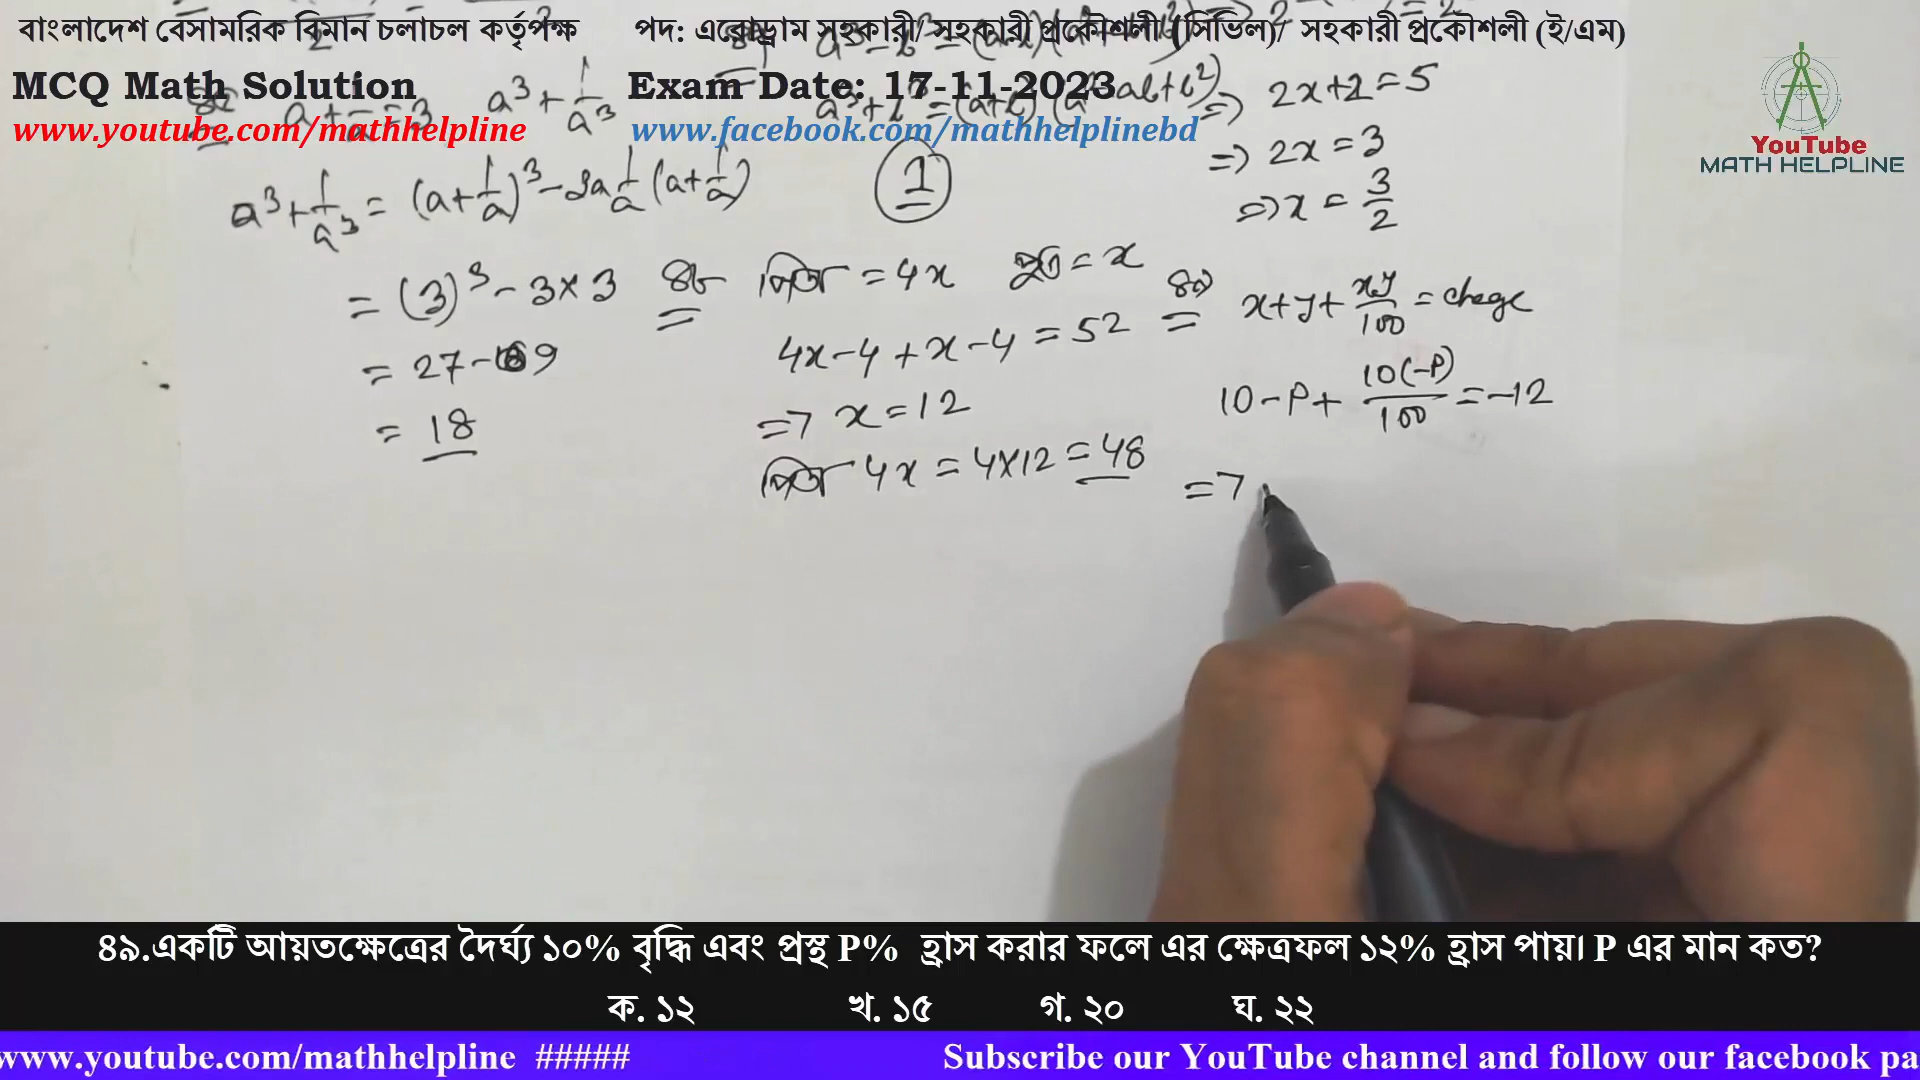 বাংলাদেশ বেসামরিক বিমান চলাচল কর্তৃপক্ষ পদ: এরোড্রাম সহকারী/ সহকারী প্রকৌশলী (সিভিল)/ সহকারী প্রকৌশলী (ই/এম)
MCQ Math Solution Exam Date: 17-11-2023
www.youtube.com/mathhelpline www.facebook.com/mathhelplinebd
YouTube
MATH HELPLINE
a³ + 1/a³
a³ + 1/a³ = (a + 1/a)³ - 3a 1/a (a + 1/a)
= (3)³ - 3×3
= 27 - 9
= 18
1
৪৮ পিতা = 4x পুত্র = x
4x - 4 + x - 4 = 52
=> x = 12
পিতা 4x = 4×12 = 48
=> 2x + 2 = 5
=> 2x = 3
=> x = 3/2
৪৯ x + y + xy/100 = change
10 - P + 10(-P)/100 = -12
=>
৪৯.একটি আয়তক্ষেত্রের দৈর্ঘ্য ১০% বৃদ্ধি এবং প্রস্থ P% হ্রাস করার ফলে এর ক্ষেত্রফল ১২% হ্রাস পায়। P এর মান কত?
ক. ১২ খ. ১৫ গ. ২০ ঘ. ২২
www.youtube.com/mathhelpline ##### Subscribe our YouTube channel and follow our facebook pa